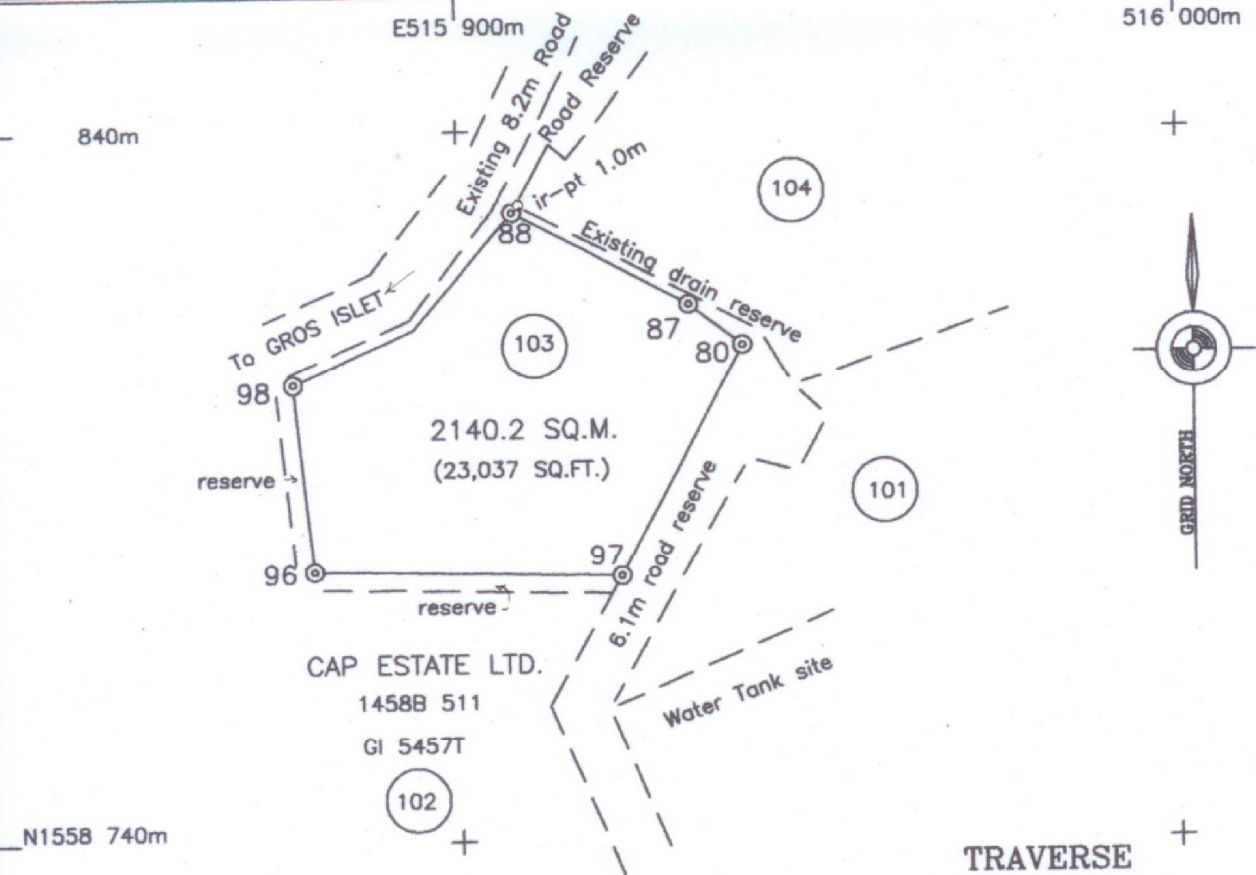 E515 900m
516 000m
840m
Existing 8.2m Road
Road Reserve
ir-pt 1.0m
104
88
Existing drain reserve
To GROS ISLET
103
87
80
98
2140.2 SQ.M.
(23,037 SQ.FT.)
reserve
101
GRID NORTH
6.1m road reserve
97
96
reserve
CAP ESTATE LTD.
1458B 511
Water Tank site
GI 5457T
102
N1558 740m
TRAVERSE